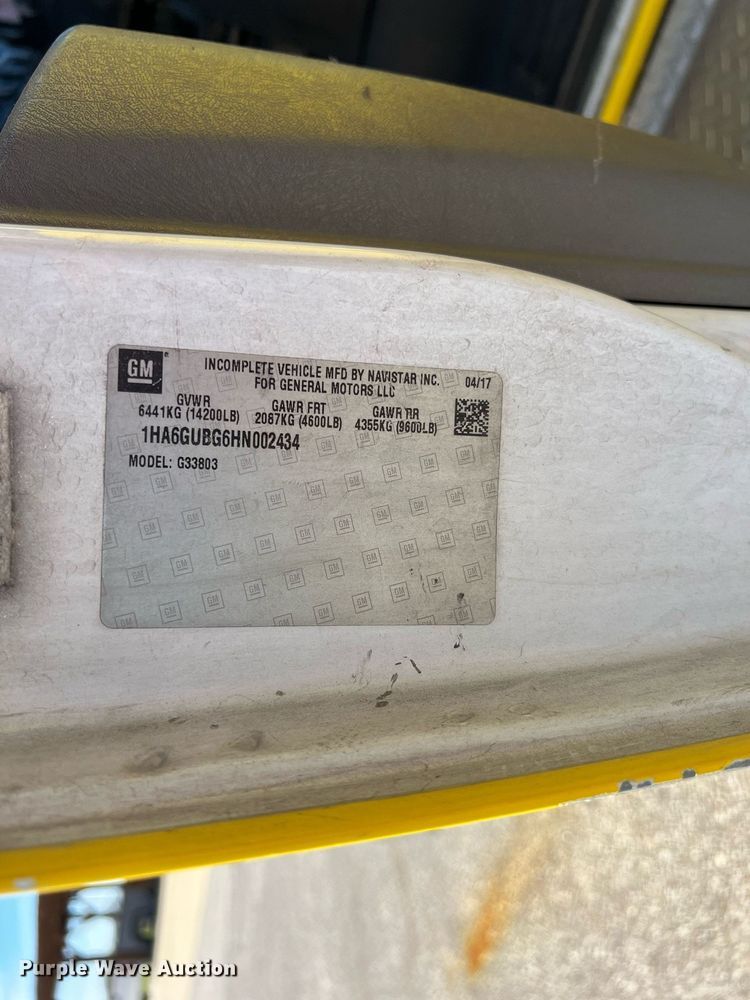 GM
INCOMPLETE VEHICLE MFD BY NAVISTAR INC.
FOR GENERAL MOTORS LLC
04/17
GVWR GAWR FRT GAWR RR
6441KG (14200LB) 2087KG (4600LB) 4355KG (9600LB)
1HA6GUBG6HN002434
MODEL: G33803
Purple Wave Auction